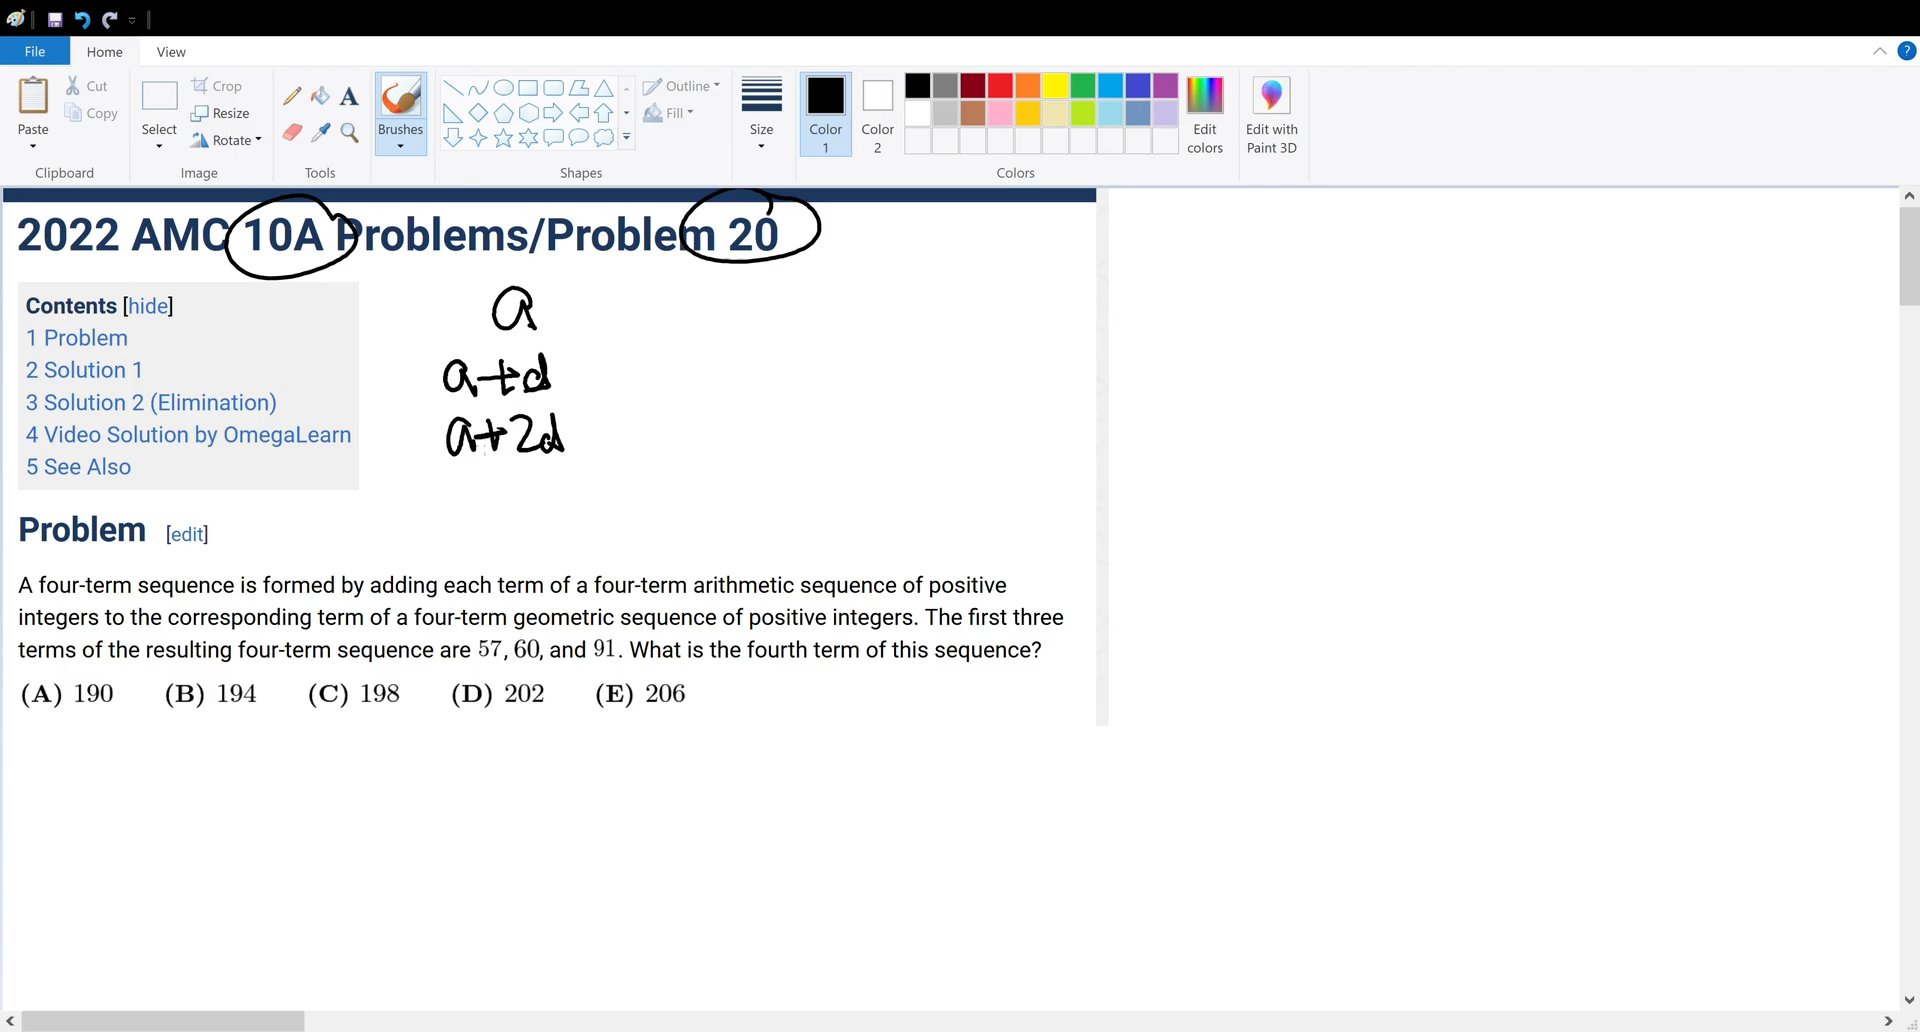 File Home View
Paste Cut Copy Select Crop Resize Rotate A Brushes Outline Fill Size Color 1 Color 2 Edit colors Edit with Paint 3D
Clipboard Image Tools Shapes Colors
2022 AMC 10A Problems/Problem 20
Contents [hide]
1 Problem
2 Solution 1
3 Solution 2 (Elimination)
4 Video Solution by OmegaLearn
5 See Also
a
a+d
a+2d
Problem [edit]
A four-term sequence is formed by adding each term of a four-term arithmetic sequence of positive
integers to the corresponding term of a four-term geometric sequence of positive integers. The first three
terms of the resulting four-term sequence are 57, 60, and 91. What is the fourth term of this sequence?
(A) 190 (B) 194 (C) 198 (D) 202 (E) 206